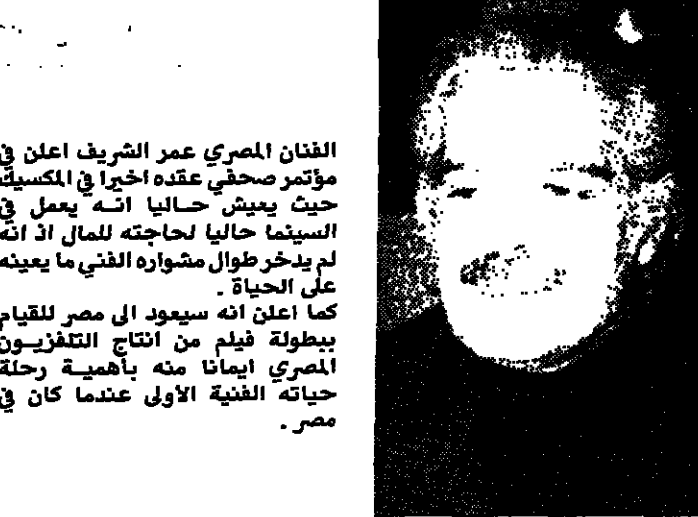 الفنان المصري عمر الشريف اعلن في
مؤتمر صحفي عقده اخيرا في المكسيك
حيث يعيش حاليا انه يعمل في
السينما حاليا لحاجته للمال اذ انه
لم يدخر طوال مشواره الفني ما يعينه
على الحياة .
كما اعلن انه سيعود الى مصر للقيام
ببطولة فيلم من انتاج التلفزيون
المصري ايمانا منه بأهمية رحلة
حياته الفنية الأولى عندما كان في
مصر .